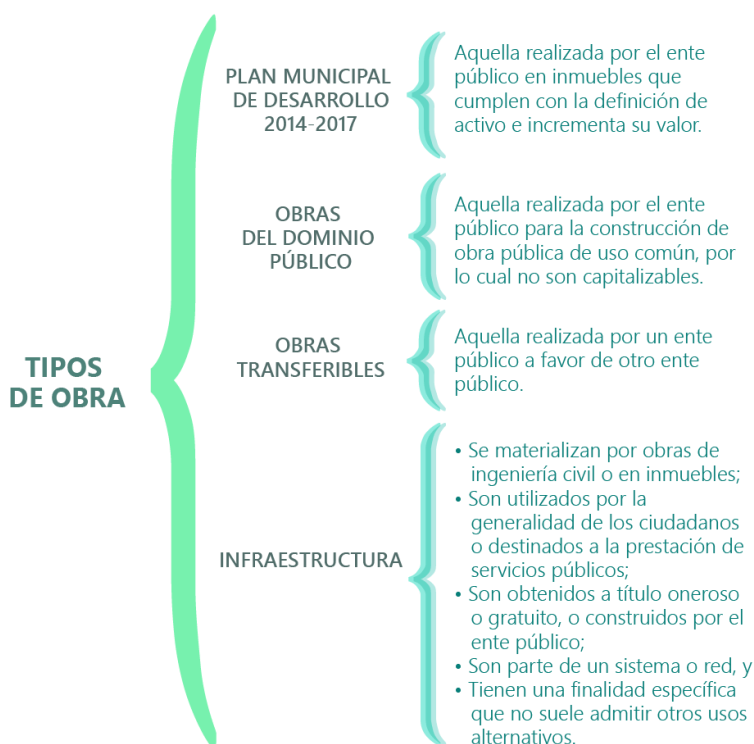 TIPOS
DE OBRA
PLAN MUNICIPAL
DE DESARROLLO
2014-2017
Aquella realizada por el ente
público en inmuebles que
cumplen con la definición de
activo e incrementa su valor.
OBRAS
DEL DOMINIO
PÚBLICO
Aquella realizada por el ente
público para la construcción de
obra pública de uso común, por
lo cual no son capitalizables.
OBRAS
TRANSFERIBLES
Aquella realizada por un ente
público a favor de otro ente
público.
INFRAESTRUCTURA
• Se materializan por obras de
ingeniería civil o en inmuebles;
• Son utilizados por la
generalidad de los ciudadanos
o destinados a la prestación de
servicios públicos;
• Son obtenidos a título oneroso
o gratuito, o construidos por el
ente público;
• Son parte de un sistema o red, y
• Tienen una finalidad específica
que no suele admitir otros usos
alternativos.